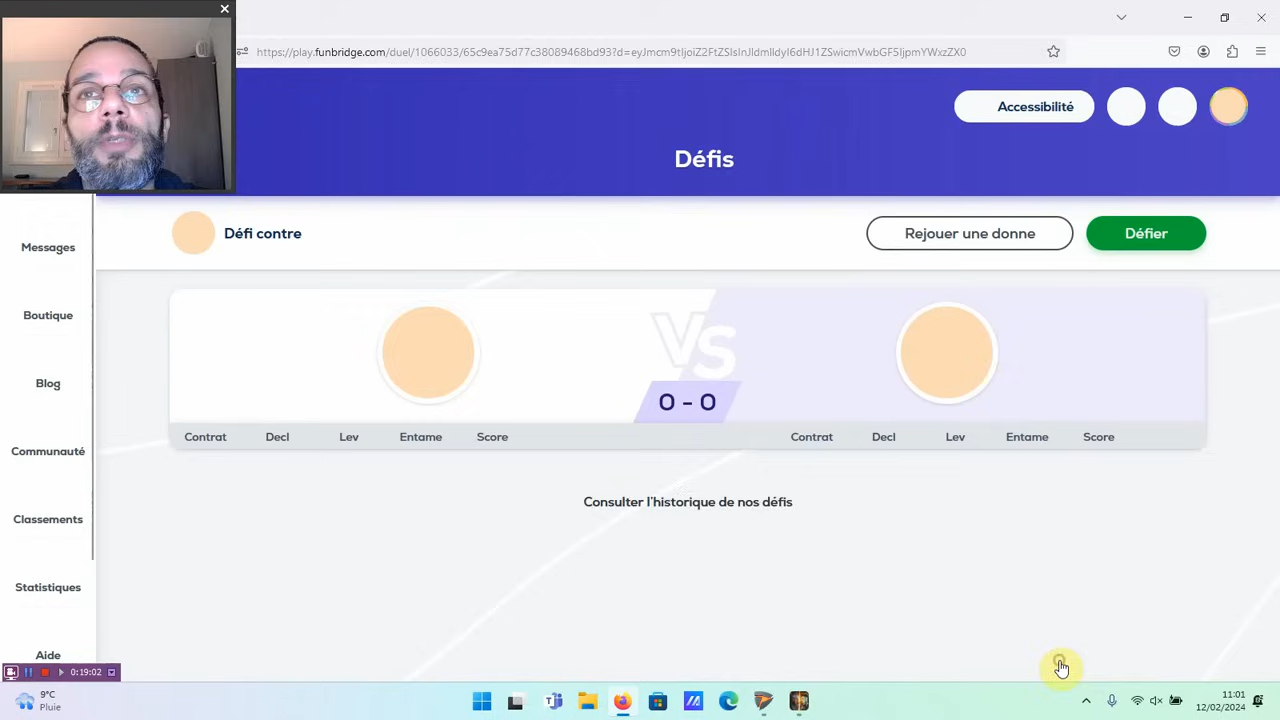 https://play.funbridge.com/duel/1066033/65c9ea75d77c38089468bd93?d=eyJmcm9tIjoiZ2FtZSIsInJldmlldyI6dHJ1ZSwicmVwbGF5IjpmYWxzZX0
Accessibilité
Défis
Messages
Défi contre
Rejouer une donne
Défier
Boutique
VS
Blog
0 - 0
Contrat Decl Lev Entame Score Contrat Decl Lev Entame Score
Communauté
Consulter l'historique de nos défis
Classements
Statistiques
Aide
0:19:02
9°C
Pluie
11:01
12/02/2024